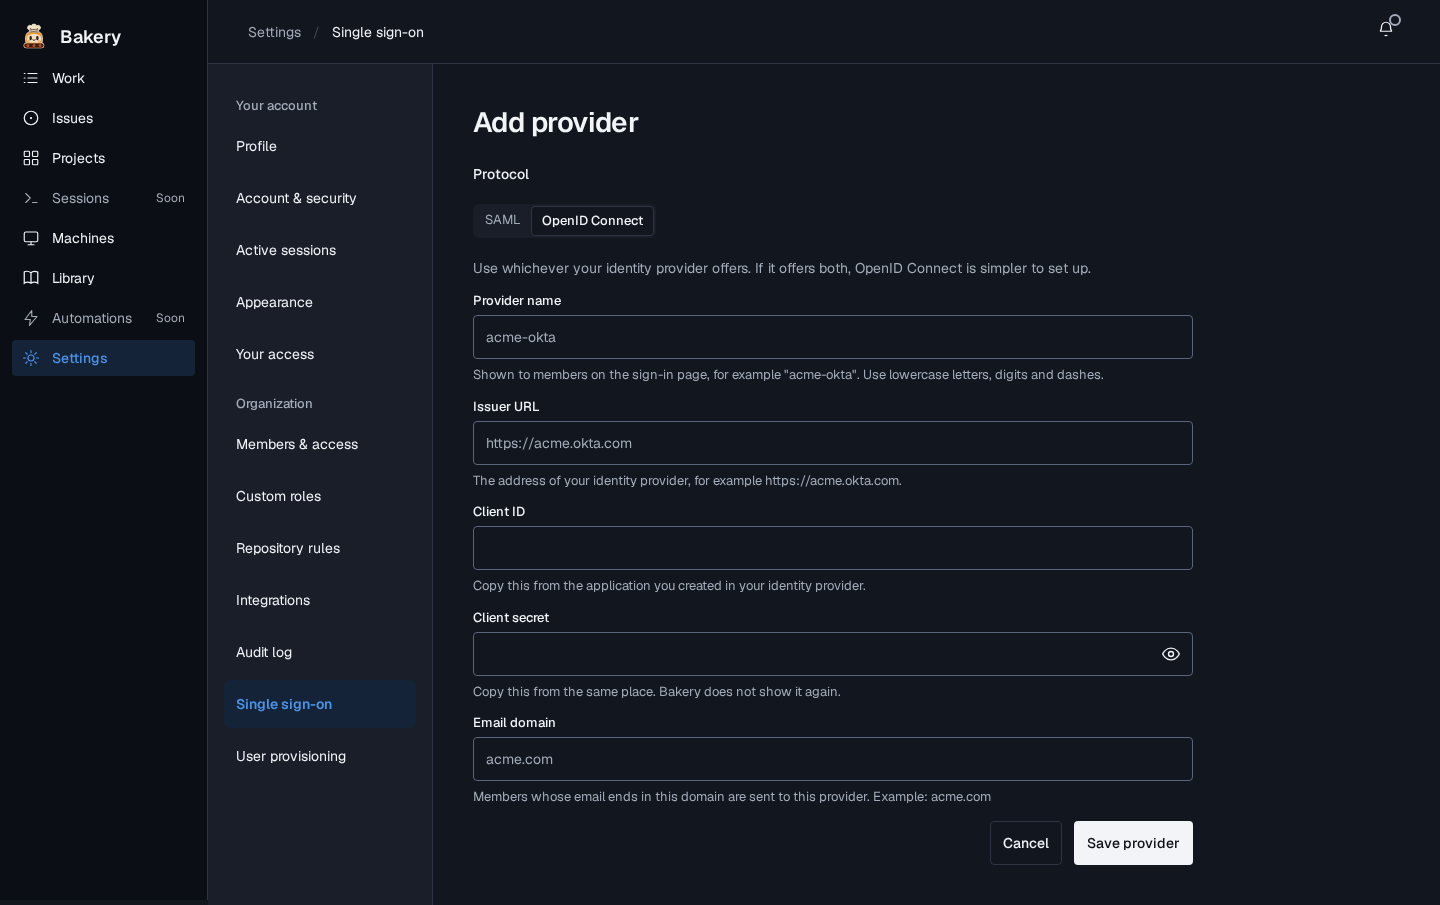 Bakery
Work
Issues
Projects
Sessions Soon
Machines
Library
Automations Soon
Settings
Settings / Single sign-on
Your account
Profile
Account & security
Active sessions
Appearance
Your access
Organization
Members & access
Custom roles
Repository rules
Integrations
Audit log
Single sign-on
User provisioning
Add provider
Protocol
SAML OpenID Connect
Use whichever your identity provider offers. If it offers both, OpenID Connect is simpler to set up.
Provider name
acme-okta
Shown to members on the sign-in page, for example "acme-okta". Use lowercase letters, digits and dashes.
Issuer URL
https://acme.okta.com
The address of your identity provider, for example https://acme.okta.com.
Client ID
Copy this from the application you created in your identity provider.
Client secret
Copy this from the same place. Bakery does not show it again.
Email domain
acme.com
Members whose email ends in this domain are sent to this provider. Example: acme.com
Cancel Save provider